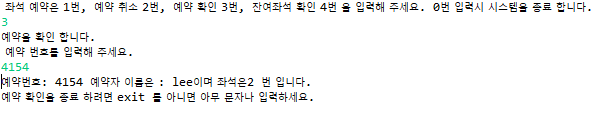 좌석 예약은 1번, 예약 취소 2번, 예약 확인 3번, 잔여좌석 확인 4번 을 입력해 주세요. 0번 입력시 시스템을 종료 합니다.
3
예약을 확인 합니다.
예약 번호를 입력해 주세요.
4154
예약번호: 4154 예약자 이름은 : lee이며 좌석은2 번 입니다.
예약 확인을 종료 하려면 exit 를 아니면 아무 문자나 입력하세요.